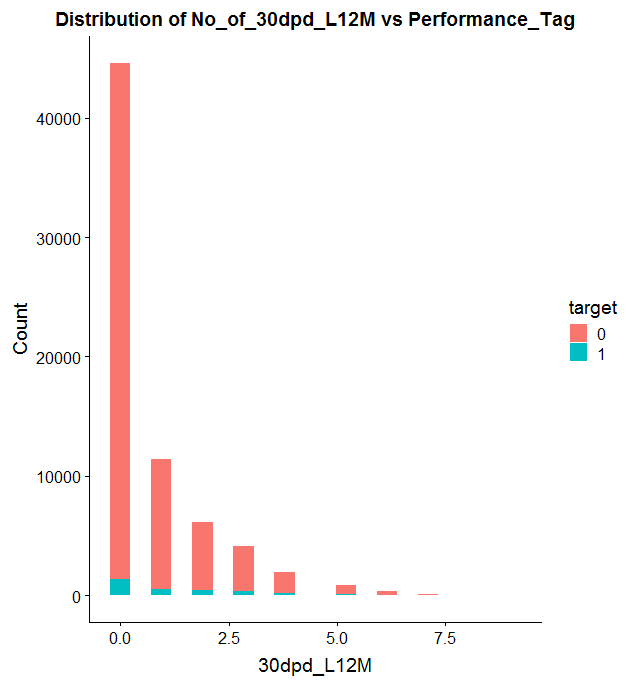 Distribution of No_of_30dpd_L12M vs Performance_Tag
Count
40000
30000
20000
10000
0
0.0
2.5
5.0
7.5
30dpd_L12M
target
0
1